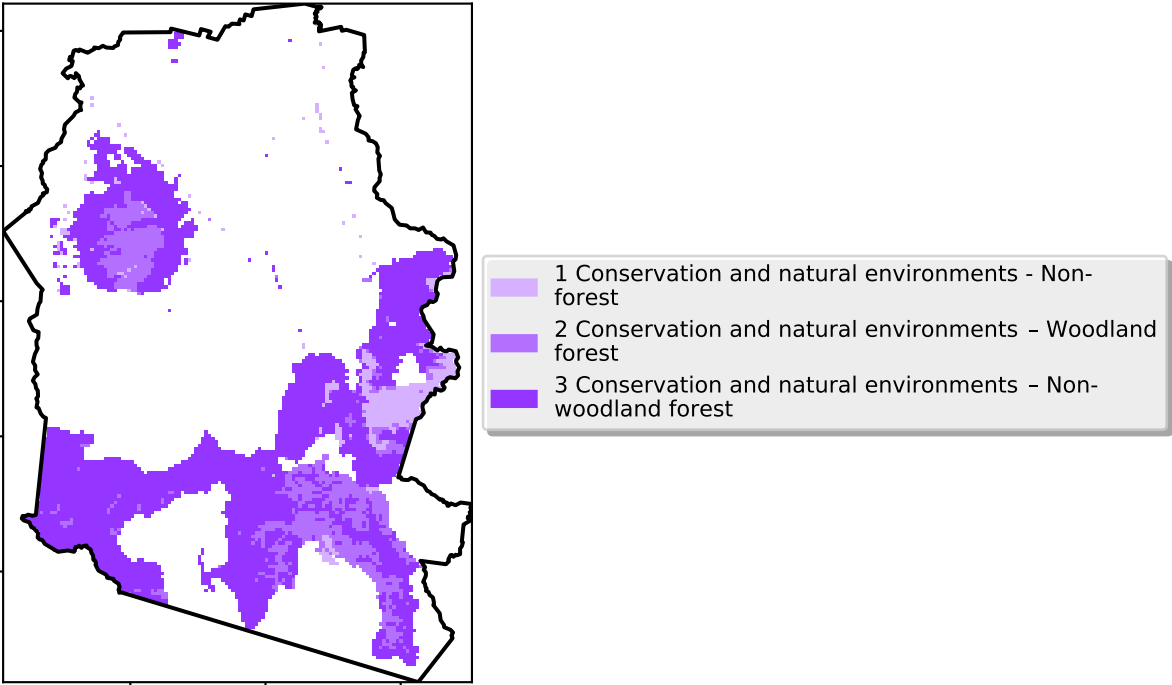 1 Conservation and natural environments - Non-
forest
2 Conservation and natural environments – Woodland
forest
3 Conservation and natural environments – Non-
woodland forest